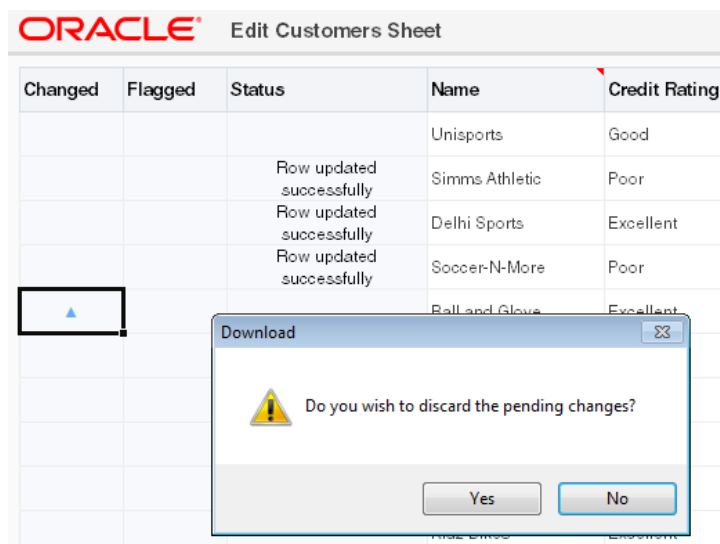 ORACLE® Edit Customers Sheet
Changed Flagged Status Name Credit Rating
Unisports Good
Row updated
successfully
Simms Athletic Poor
Row updated
successfully
Delhi Sports Excellent
Row updated
successfully
Soccer-N-More Poor
Ball and Glove Excellent
Download
Do you wish to discard the pending changes?
Yes No